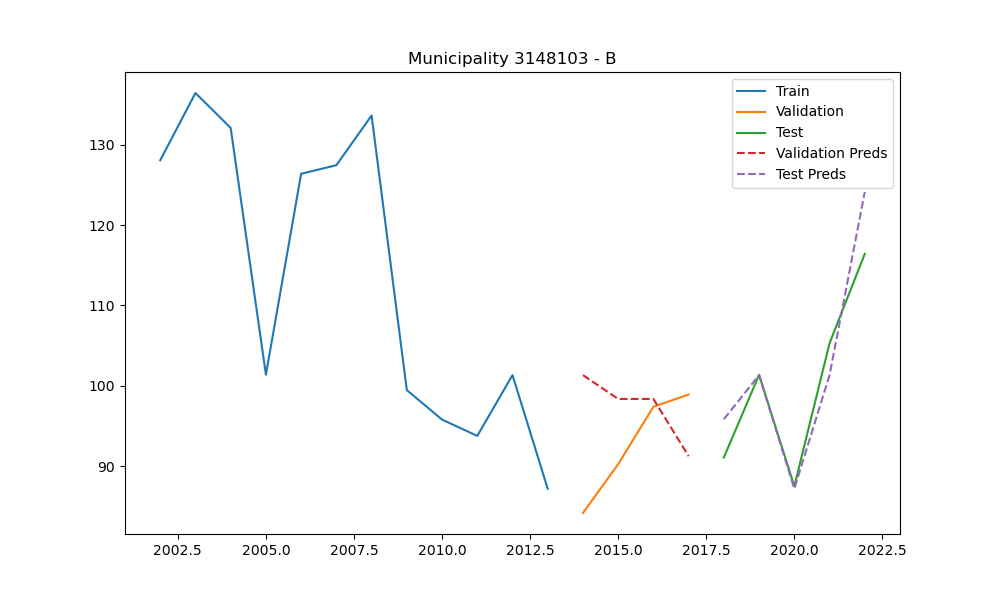 Municipality 3148103 - B
Train
Validation
Test
Validation Preds
Test Preds
130
120
110
100
90
2002.5 2005.0 2007.5 2010.0 2012.5 2015.0 2017.5 2020.0 2022.5